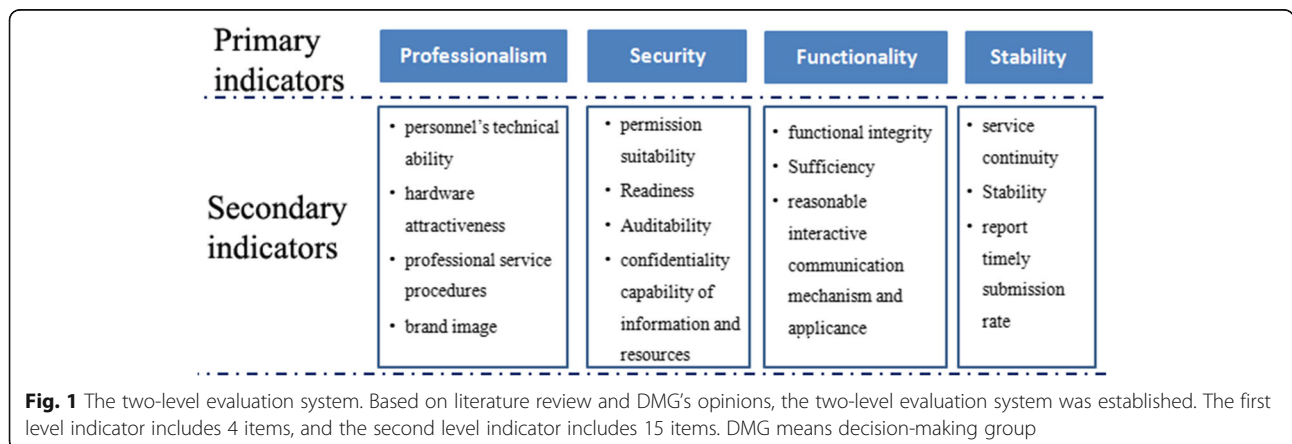 Primary
indicators
Professionalism
Security
Functionality
Stability
Secondary
indicators
• personnel's technical
ability
• hardware
attractiveness
• professional service
procedures
• brand image
• permission
suitability
• Readiness
• Auditability
• confidentiality
capability of
information and
resources
• functional integrity
• Sufficiency
• reasonable
interactive
communication
mechanism and
applicance
• service
continuity
• Stability
• report
timely
submission
rate
Fig. 1 The two-level evaluation system. Based on literature review and DMG's opinions, the two-level evaluation system was established. The first
level indicator includes 4 items, and the second level indicator includes 15 items. DMG means decision-making group